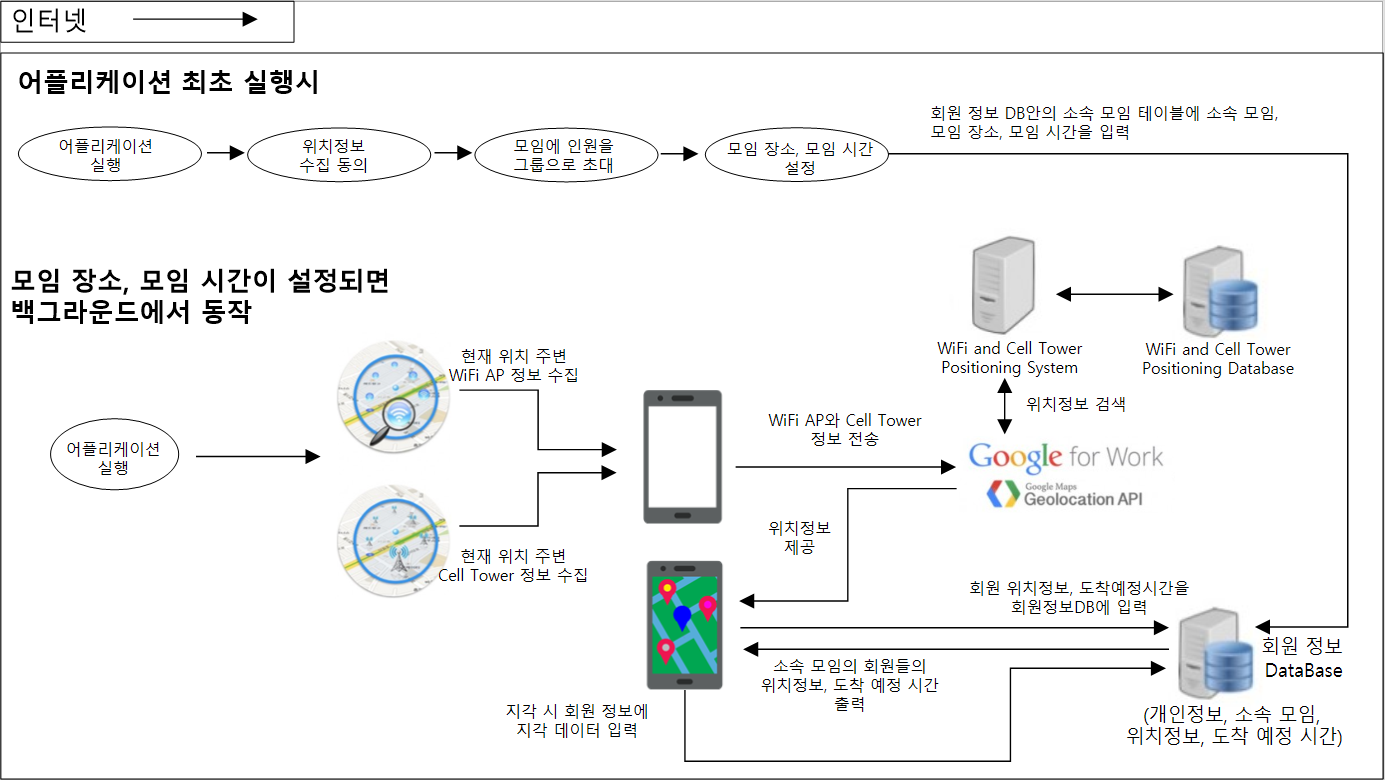 인터넷
어플리케이션 최초 실행시
회원 정보 DB안의 소속 모임 테이블에 소속 모임,
모임 장소, 모임 시간을 입력
어플리케이션
실행
위치정보
수집 동의
모임에 인원을
그룹으로 초대
모임 장소, 모임 시간
설정
모임 장소, 모임 시간이 설정되면
백그라운드에서 동작
WiFi and Cell Tower
Positioning System
WiFi and Cell Tower
Positioning Database
현재 위치 주변
WiFi AP 정보 수집
위치정보 검색
WiFi AP와 Cell Tower
정보 전송
어플리케이션
실행
Google for Work
Google Maps
Geolocation API
위치정보
제공
현재 위치 주변
Cell Tower 정보 수집
회원 위치정보, 도착예정시간을
회원정보DB에 입력
회원 정보
DataBase
소속 모임의 회원들의
위치정보, 도착 예정 시간
출력
지각 시 회원 정보에
지각 데이터 입력
(개인정보, 소속 모임,
위치정보, 도착 예정 시간)